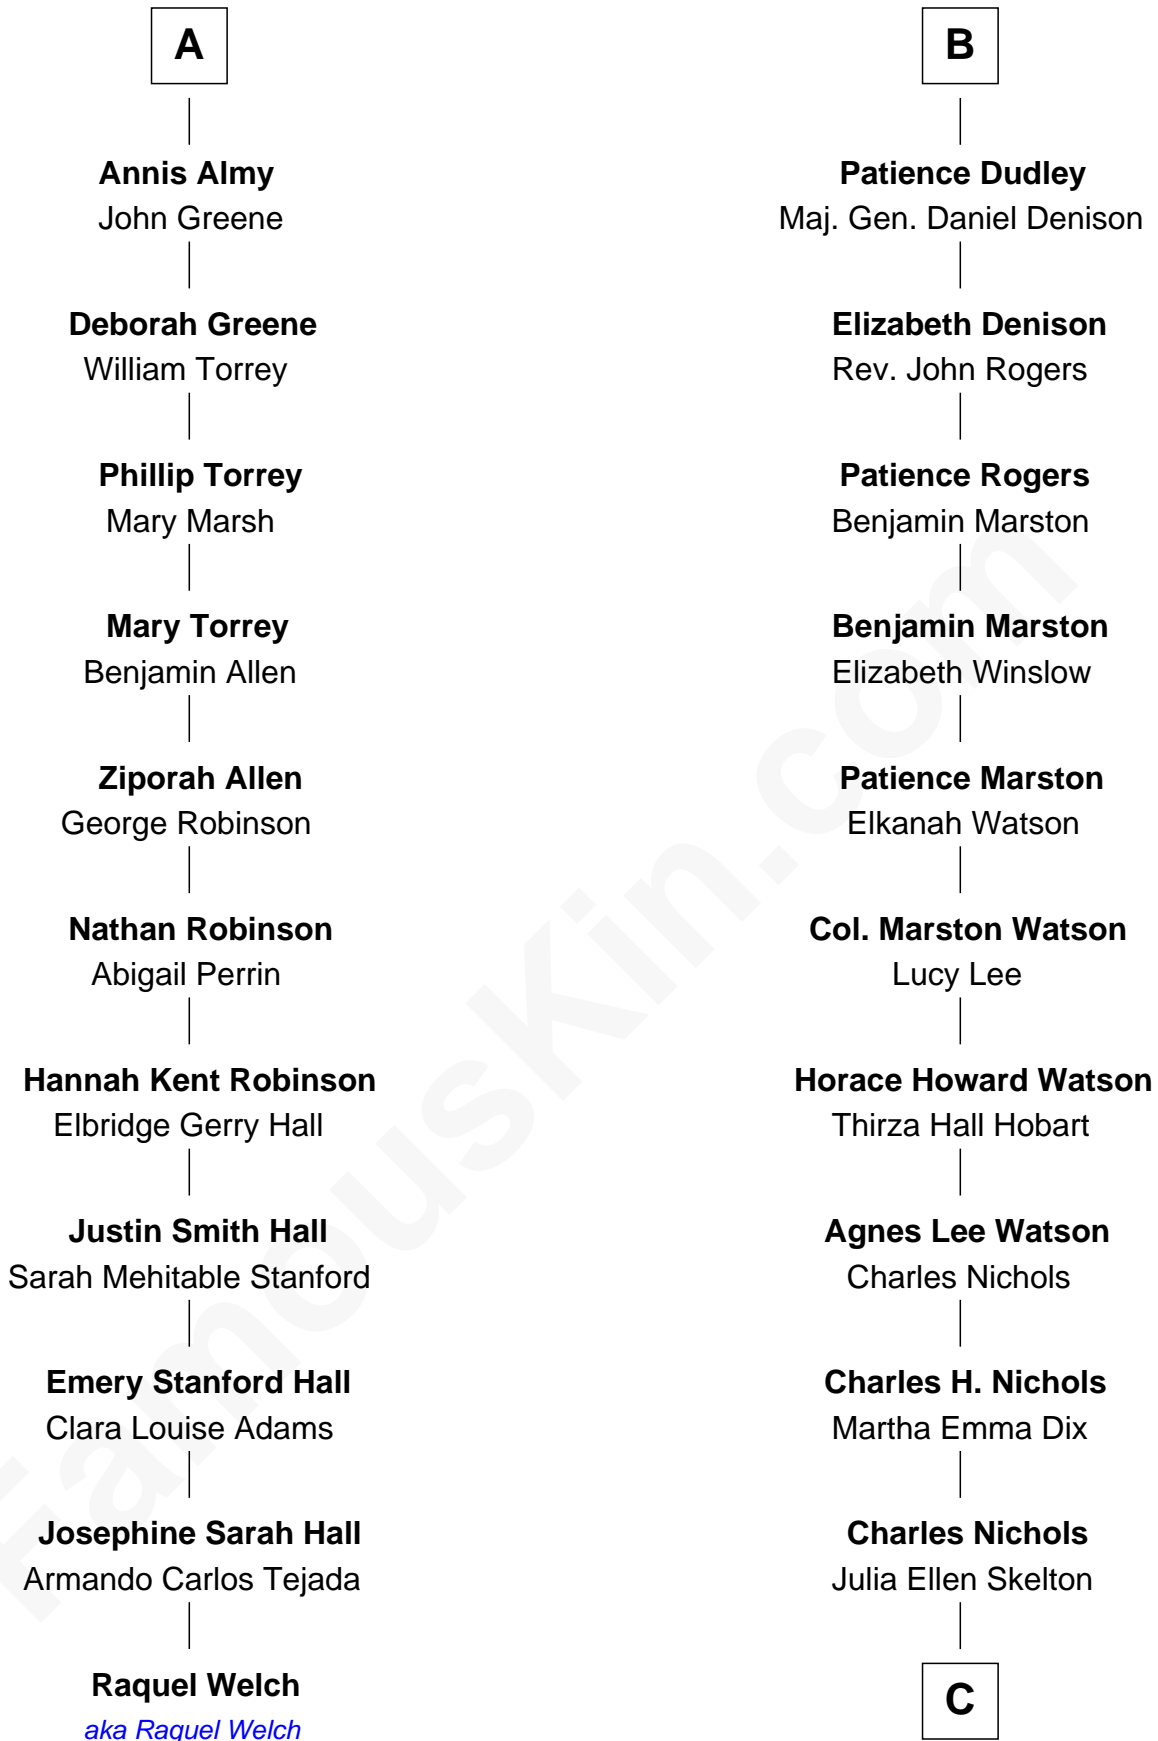 A
Annis Almy
John Greene
Deborah Greene
William Torrey
Phillip Torrey
Mary Marsh
Mary Torrey
Benjamin Allen
Ziporah Allen
George Robinson
Nathan Robinson
Abigail Perrin
Hannah Kent Robinson
Elbridge Gerry Hall
Justin Smith Hall
Sarah Mehitable Stanford
Emery Stanford Hall
Clara Louise Adams
Josephine Sarah Hall
Armando Carlos Tejada
Raquel Welch
aka Raquel Welch
B
Patience Dudley
Maj. Gen. Daniel Denison
Elizabeth Denison
Rev. John Rogers
Patience Rogers
Benjamin Marston
Benjamin Marston
Elizabeth Winslow
Patience Marston
Elkanah Watson
Col. Marston Watson
Lucy Lee
Horace Howard Watson
Thirza Hall Hobart
Agnes Lee Watson
Charles Nichols
Charles H. Nichols
Martha Emma Dix
Charles Nichols
Julia Ellen Skelton
C
FamousKin.com